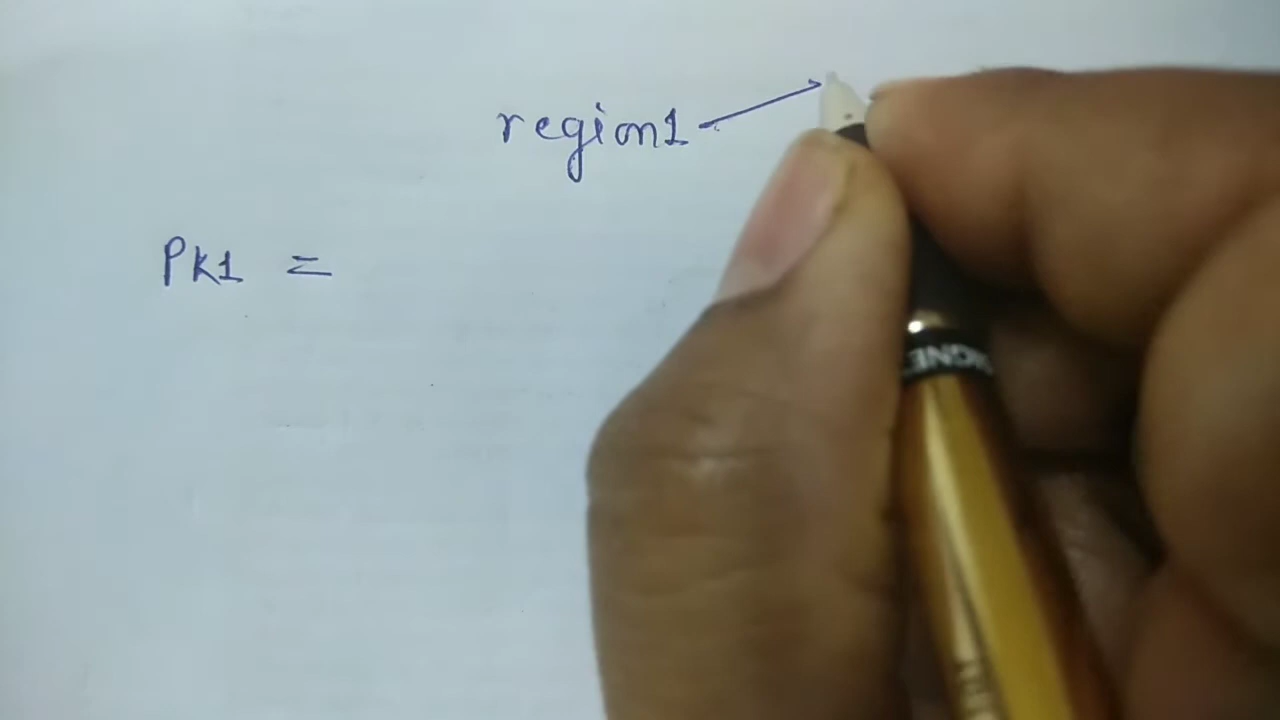 region1
Pk1 =